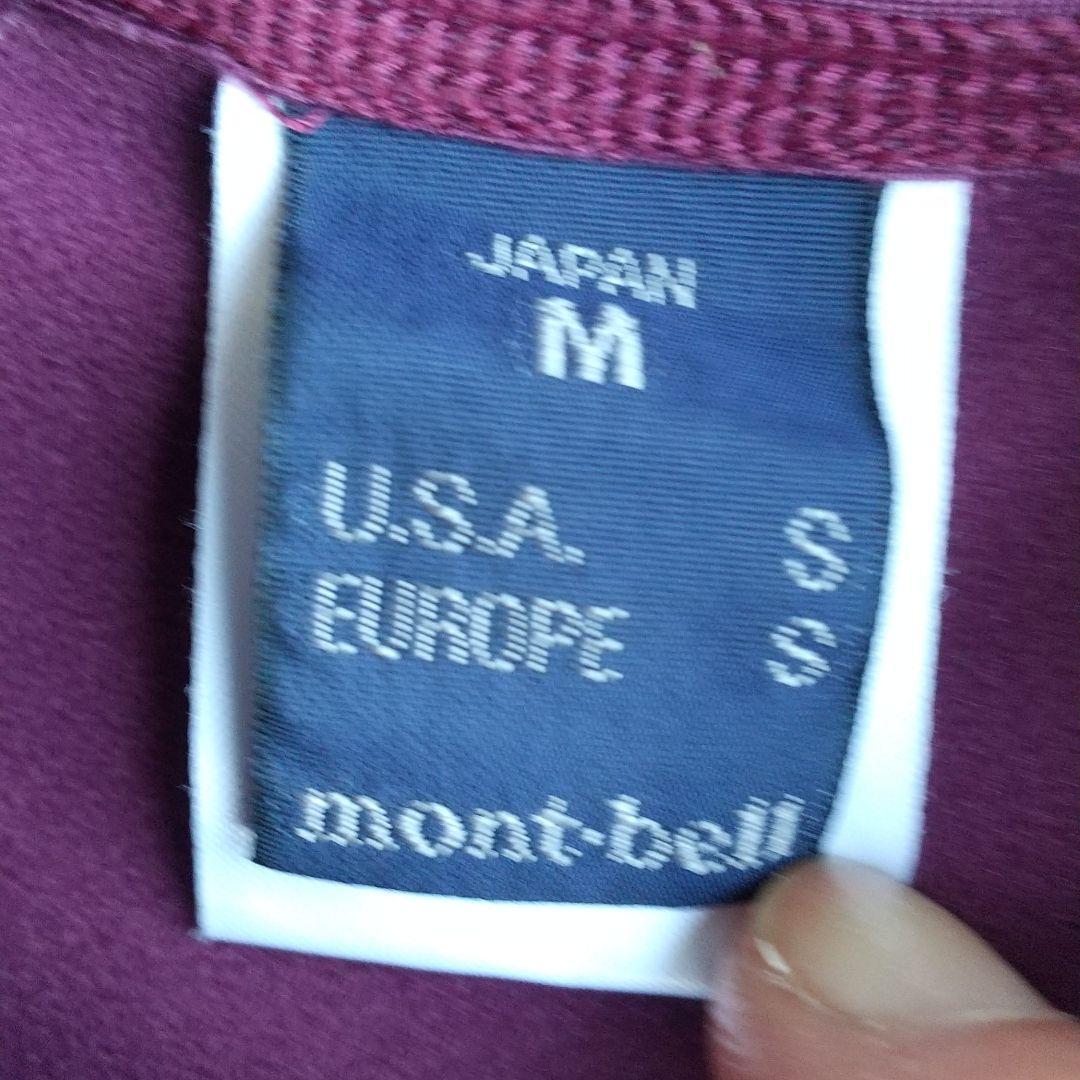 JAPAN
M
U.S.A. S
EUROPE S
mont-bell